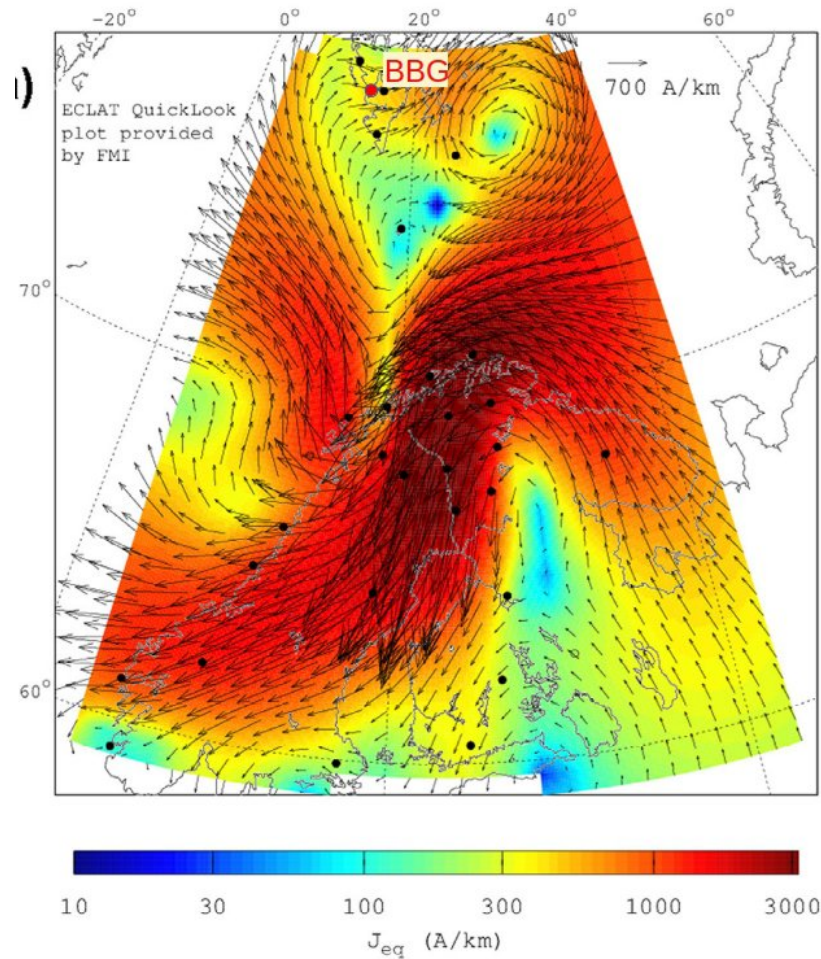 −20° 0° 20° 40° 60°
BBG
)
700 A/km
ECLAT QuickLook
plot provided
by FMI
70°
60°
10 30 100 300 1000 3000
Jeq (A/km)